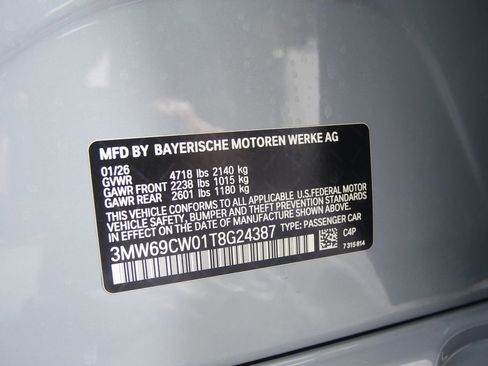 MFD BY BAYERISCHE MOTOREN WERKE AG
01/26
GVWR 4718 lbs 2140 kg
GAWR FRONT 2238 lbs 1015 kg
GAWR REAR 2601 lbs 1180 kg
THIS VEHICLE CONFORMS TO ALL APPLICABLE U.S.FEDERAL MOTOR
VEHICLE SAFETY, BUMPER AND THEFT PREVENTION STANDARDS
IN EFFECT ON THE DATE OF MANUFACTURE SHOWN ABOVE.
3MW69CW01T8G24387 TYPE: PASSENGER CAR
C4P
7 315 814